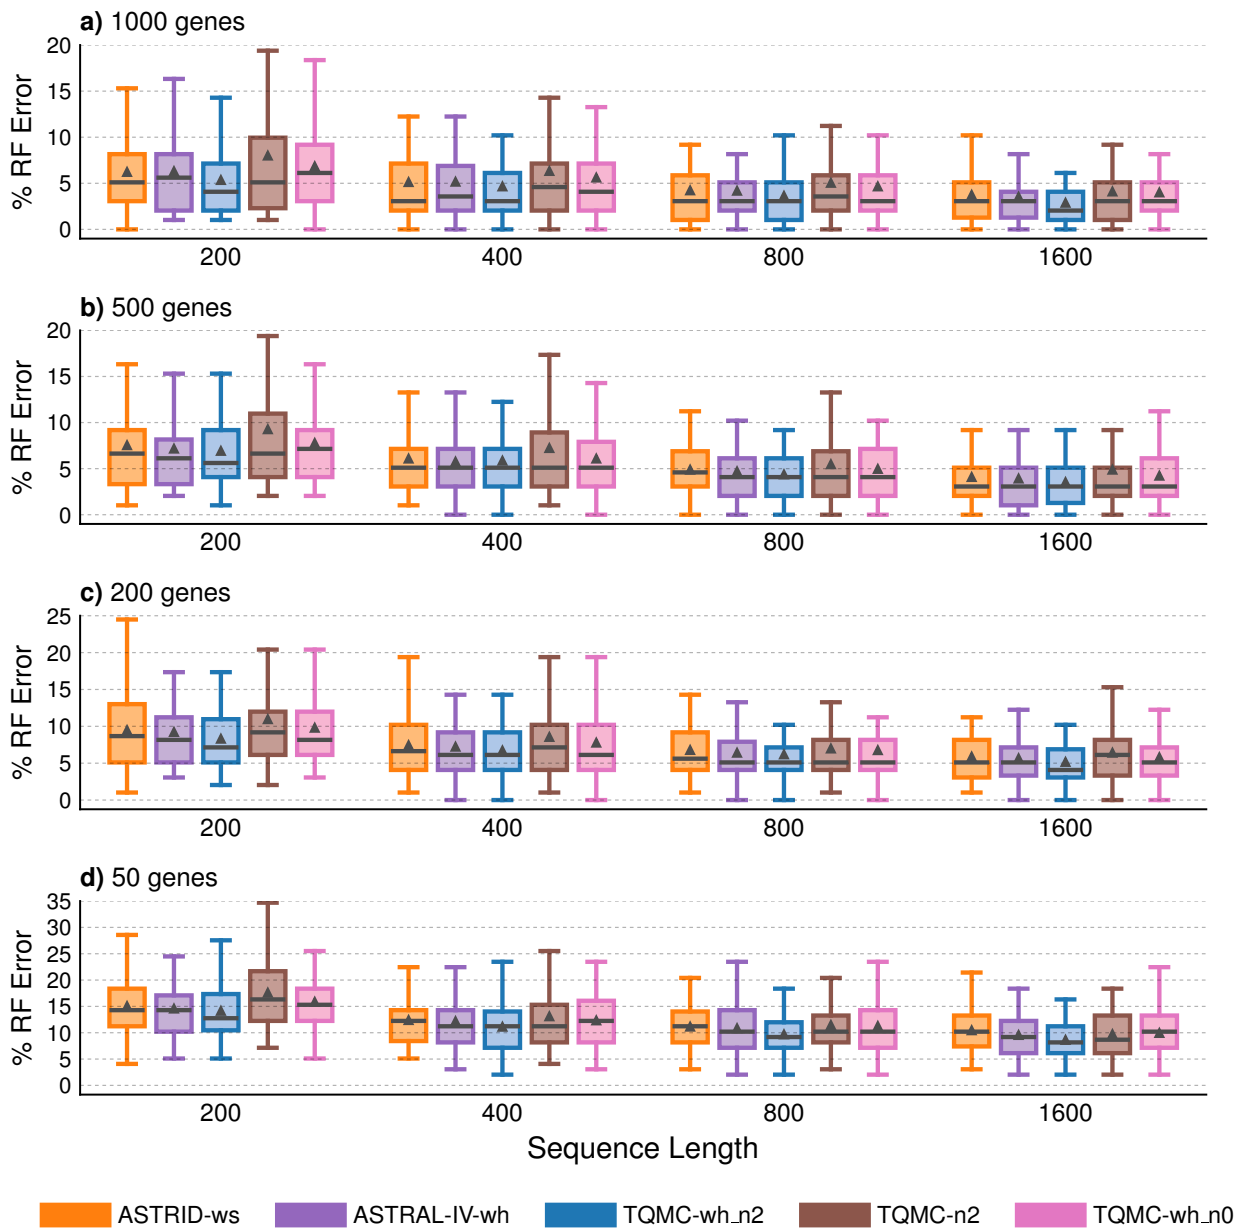 a) 1000 genes
% RF Error
20
15
10
5
0
200 400 800 1600
b) 500 genes
% RF Error
20
15
10
5
0
200 400 800 1600
c) 200 genes
% RF Error
25
20
15
10
5
0
200 400 800 1600
d) 50 genes
% RF Error
35
30
25
20
15
10
5
0
200 400 800 1600
Sequence Length
ASTRID-ws ASTRAL-IV-wh TQMC-wh_n2 TQMC-n2 TQMC-wh_n0